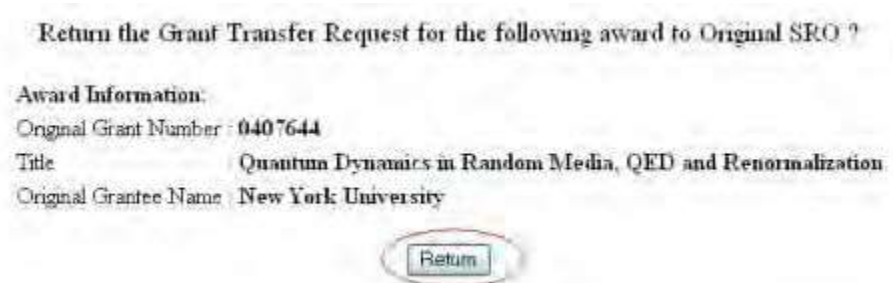 Return the Grant Transfer Request for the following award to Original SRO ?
Award Information:
Original Grant Number : 0407644
Title : Quantum Dynamics in Random Media, QED and Renormalization
Original Grantee Name : New York University
Return